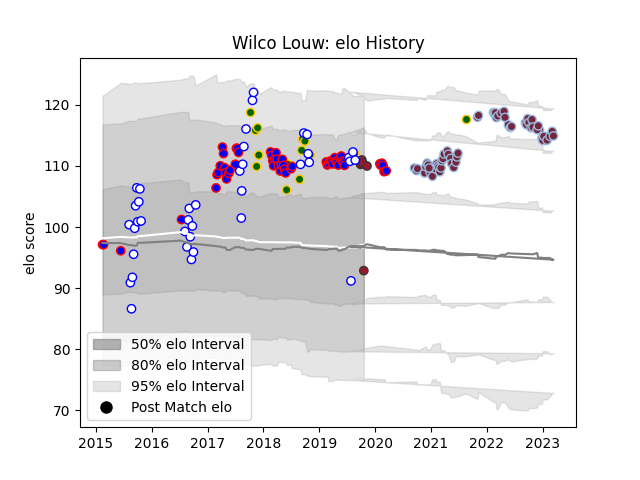 Wilco Louw: elo History
elo score
120
110
100
90
80
70
50% elo Interval
80% elo Interval
95% elo Interval
Post Match elo
2015 2016 2017 2018 2019 2020 2021 2022 2023